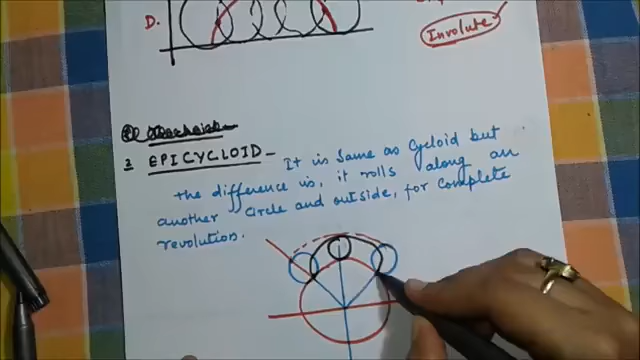 D.
Involute
2 EPICYCLOID - It is same as Cycloid but
the difference is, it rolls along an
another circle and outside, for complete
revolution.